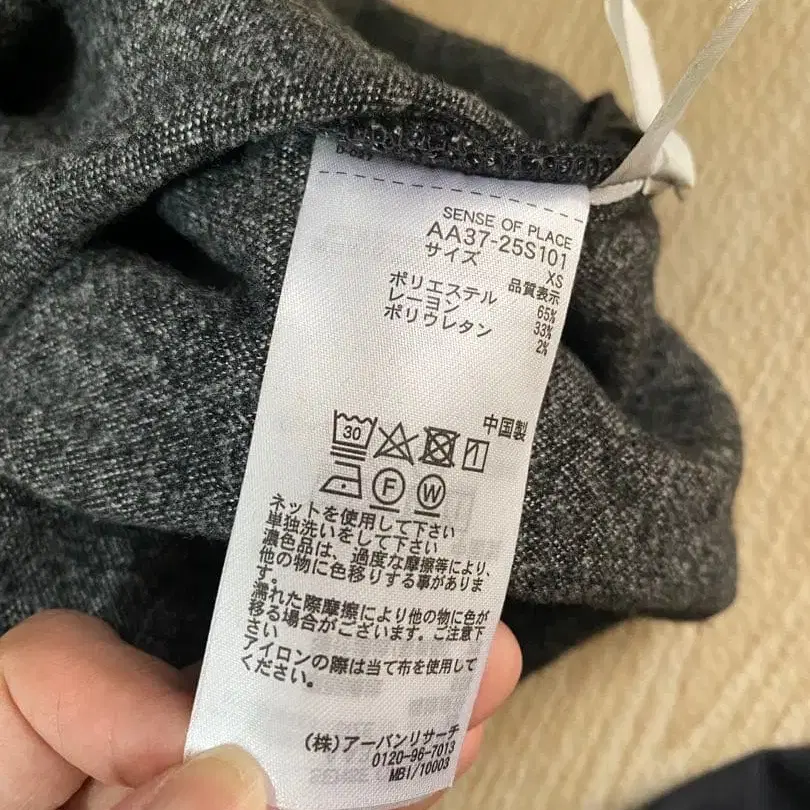 SENSE OF PLACE
AA37-25S101
サイズ XS
品質表示
ポリエステル 65%
レーヨン 33%
ポリウレタン 2%
中国製
30
F W
ネットを使用して下さい
単独洗いをして下さい
濃色品は、過度な摩擦等により、
他の物に色移りする事がありま
す。
濡れた際摩擦により他の物に色が
移る場合がございます。ご注意下
さい
アイロンの際は当て布を使用して
ください。
(株)アーバンリサーチ
0120-96-7013
MBI/10003